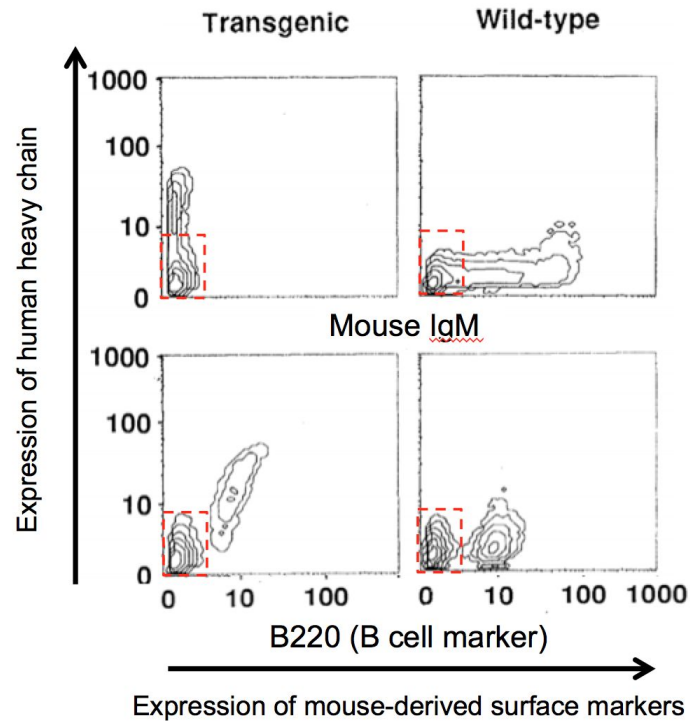 Transgenic Wild-type
1000
100
10
0
Mouse IgM
1000
100
10
0
0 10 100 0 10 100 1000
B220 (B cell marker)
Expression of mouse-derived surface markers
Expression of human heavy chain